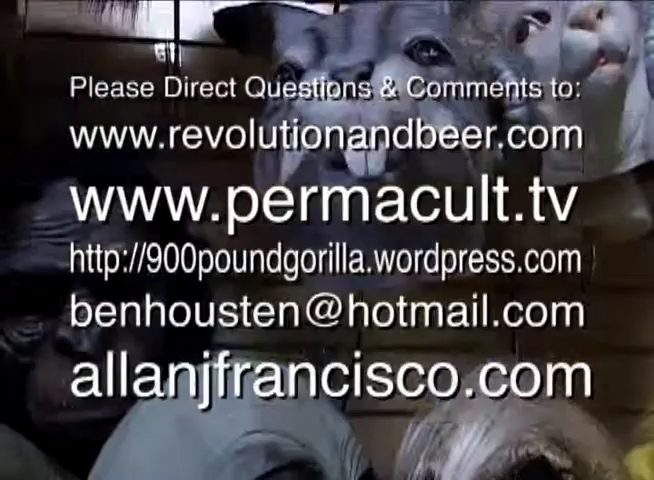 Please Direct Questions & Comments to:
www.revolutionandbeer.com
www.permacult.tv
http://900poundgorilla.wordpress.com
benhousten@hotmail.com
allanjfrancisco.com